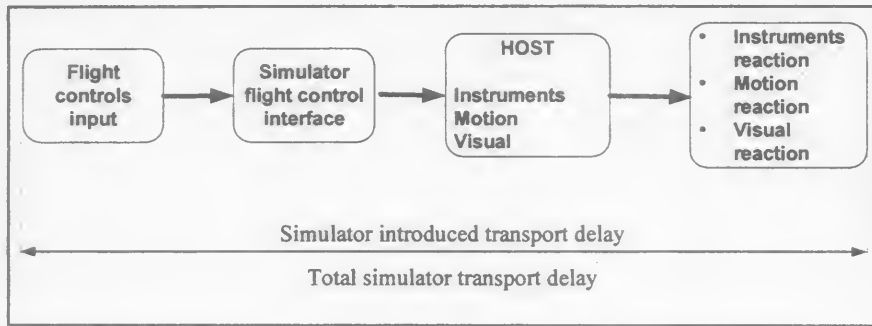 Flight
controls
input
Simulator
flight control
interface
HOST
Instruments
Motion
Visual
• Instruments
reaction
• Motion
reaction
• Visual
reaction
Simulator introduced transport delay
Total simulator transport delay